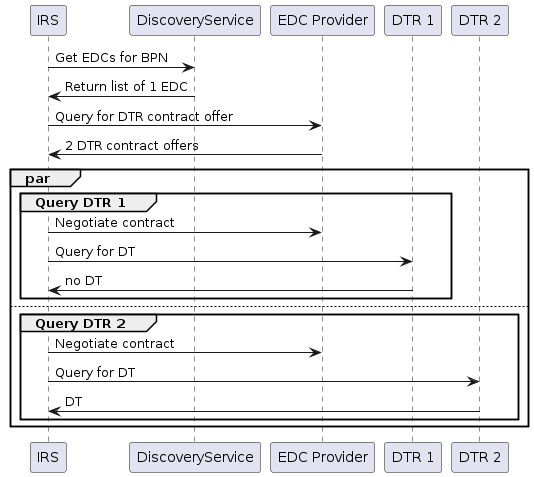 IRS DiscoveryService EDC Provider DTR 1 DTR 2
Get EDCs for BPN
Return list of 1 EDC
Query for DTR contract offer
2 DTR contract offers
par
Query DTR 1
Negotiate contract
Query for DT
no DT
Query DTR 2
Negotiate contract
Query for DT
DT
IRS DiscoveryService EDC Provider DTR 1 DTR 2